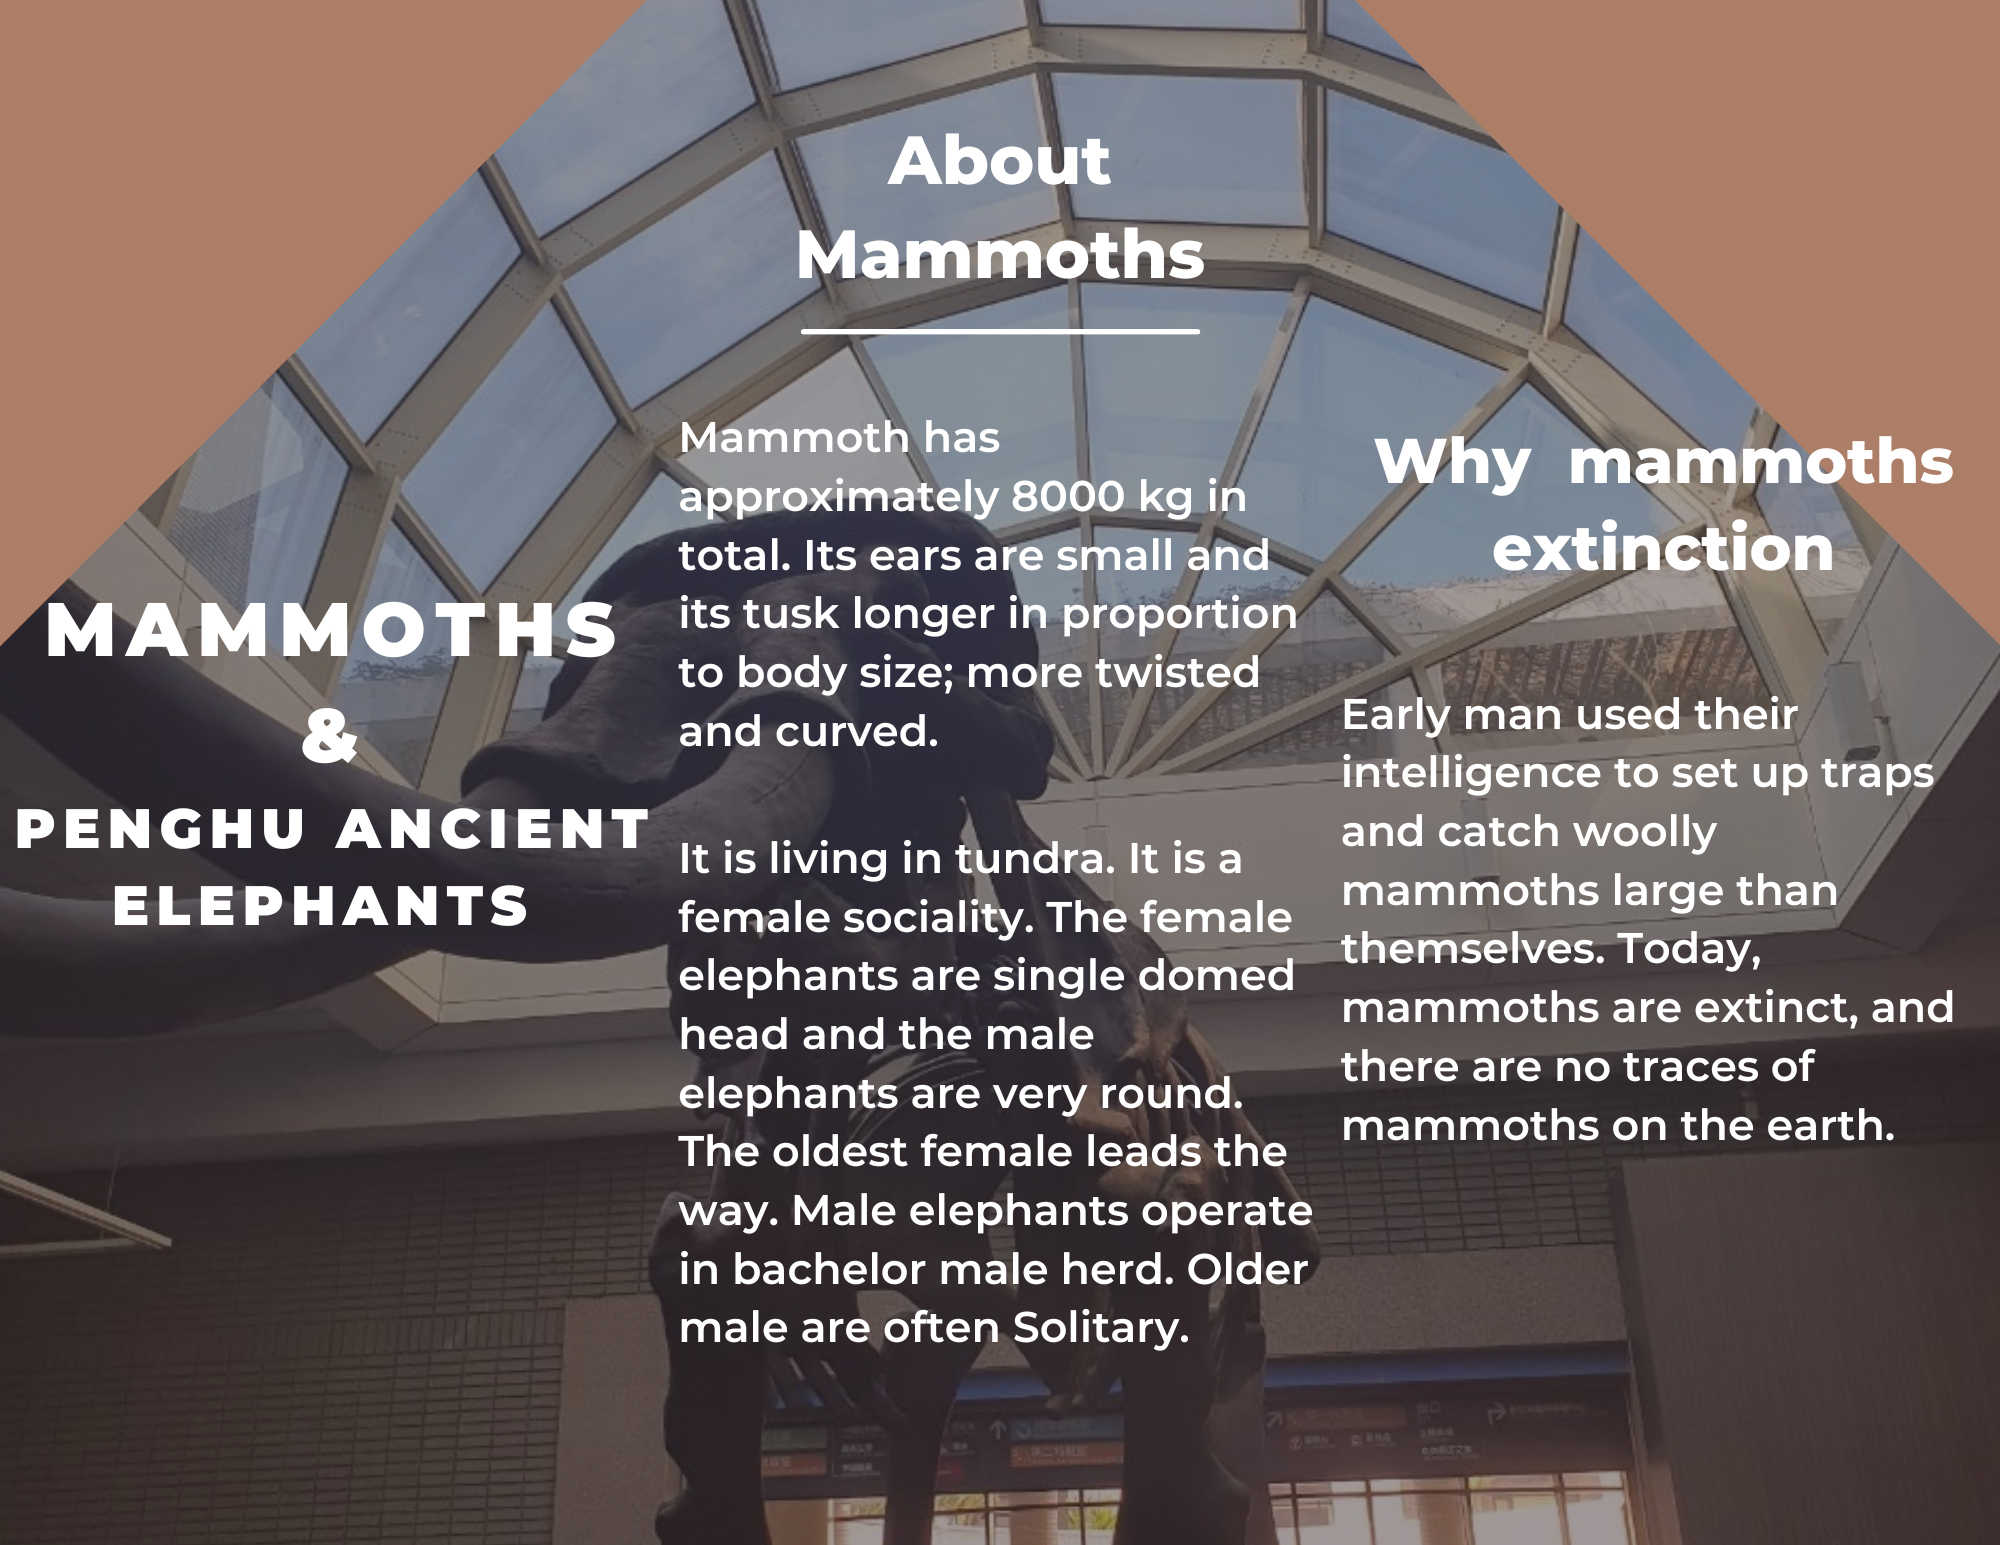 MAMMOTHS
&
PENGHU ANCIENT
ELEPHANTS
About
Mammoths
Mammoth has
approximately 8000 kg in
total. Its ears are small and
its tusk longer in proportion
to body size; more twisted
and curved.
It is living in tundra. It is a
female sociality. The female
elephants are single domed
head and the male
elephants are very round.
The oldest female leads the
way. Male elephants operate
in bachelor male herd. Older
male are often Solitary.
Why mammoths
extinction
Early man used their
intelligence to set up traps
and catch woolly
mammoths large than
themselves. Today,
mammoths are extinct, and
there are no traces of
mammoths on the earth.